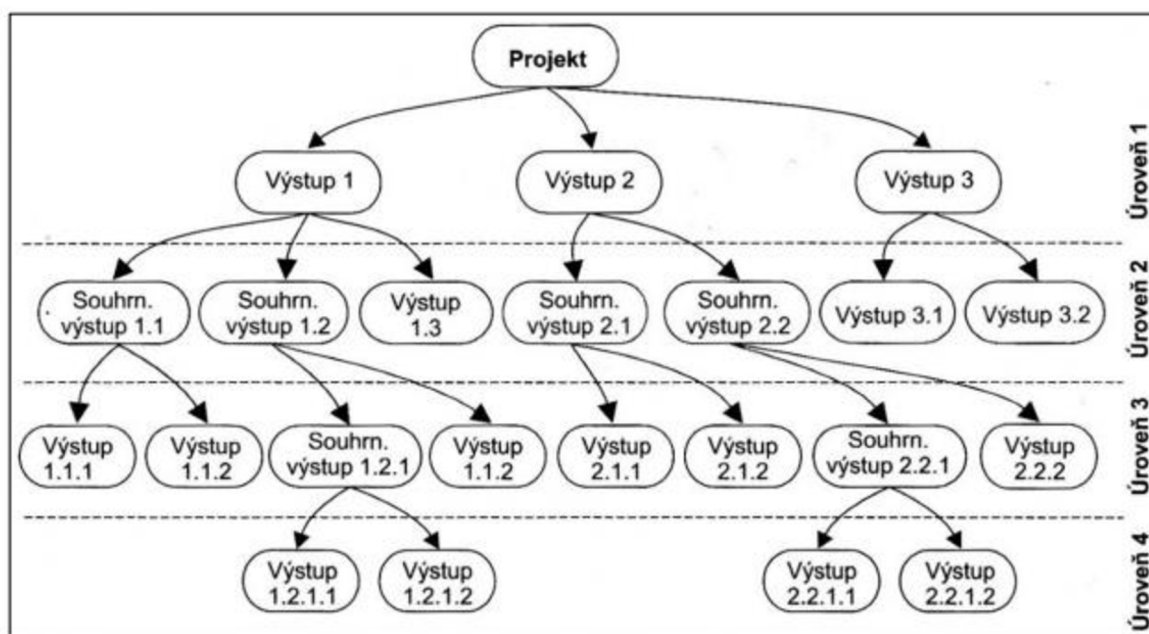 Projekt
Výstup 1
Výstup 2
Výstup 3
Úroveň 1
Souhrn.
výstup 1.1
Souhrn.
výstup 1.2
Výstup
1.3
Souhrn.
výstup 2.1
Souhrn.
výstup 2.2
Výstup 3.1
Výstup 3.2
Úroveň 2
Výstup
1.1.1
Výstup
1.1.2
Souhrn.
výstup 1.2.1
Výstup
1.1.2
Výstup
2.1.1
Výstup
2.1.2
Souhrn.
výstup 2.2.1
Výstup
2.2.2
Úroveň 3
Výstup
1.2.1.1
Výstup
1.2.1.2
Výstup
2.2.1.1
Výstup
2.2.1.2
Úroveň 4